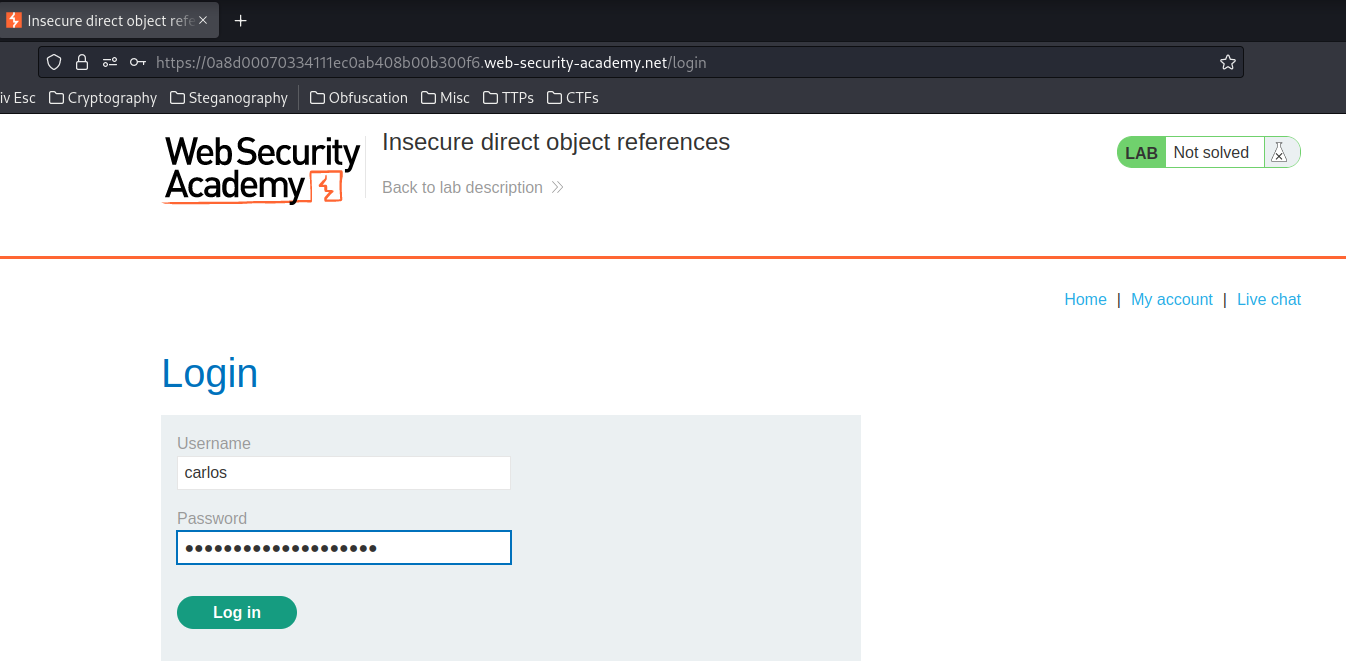 Insecure direct object refe
https://0a8d00070334111ec0ab408b00b300f6.web-security-academy.net/login
iv Esc Cryptography Steganography Obfuscation Misc TTPs CTFs
Web Security
Academy
Insecure direct object references
Back to lab description
LAB Not solved
Home | My account | Live chat
Login
Username
carlos
Password
••••••••••••••••••••
Log in